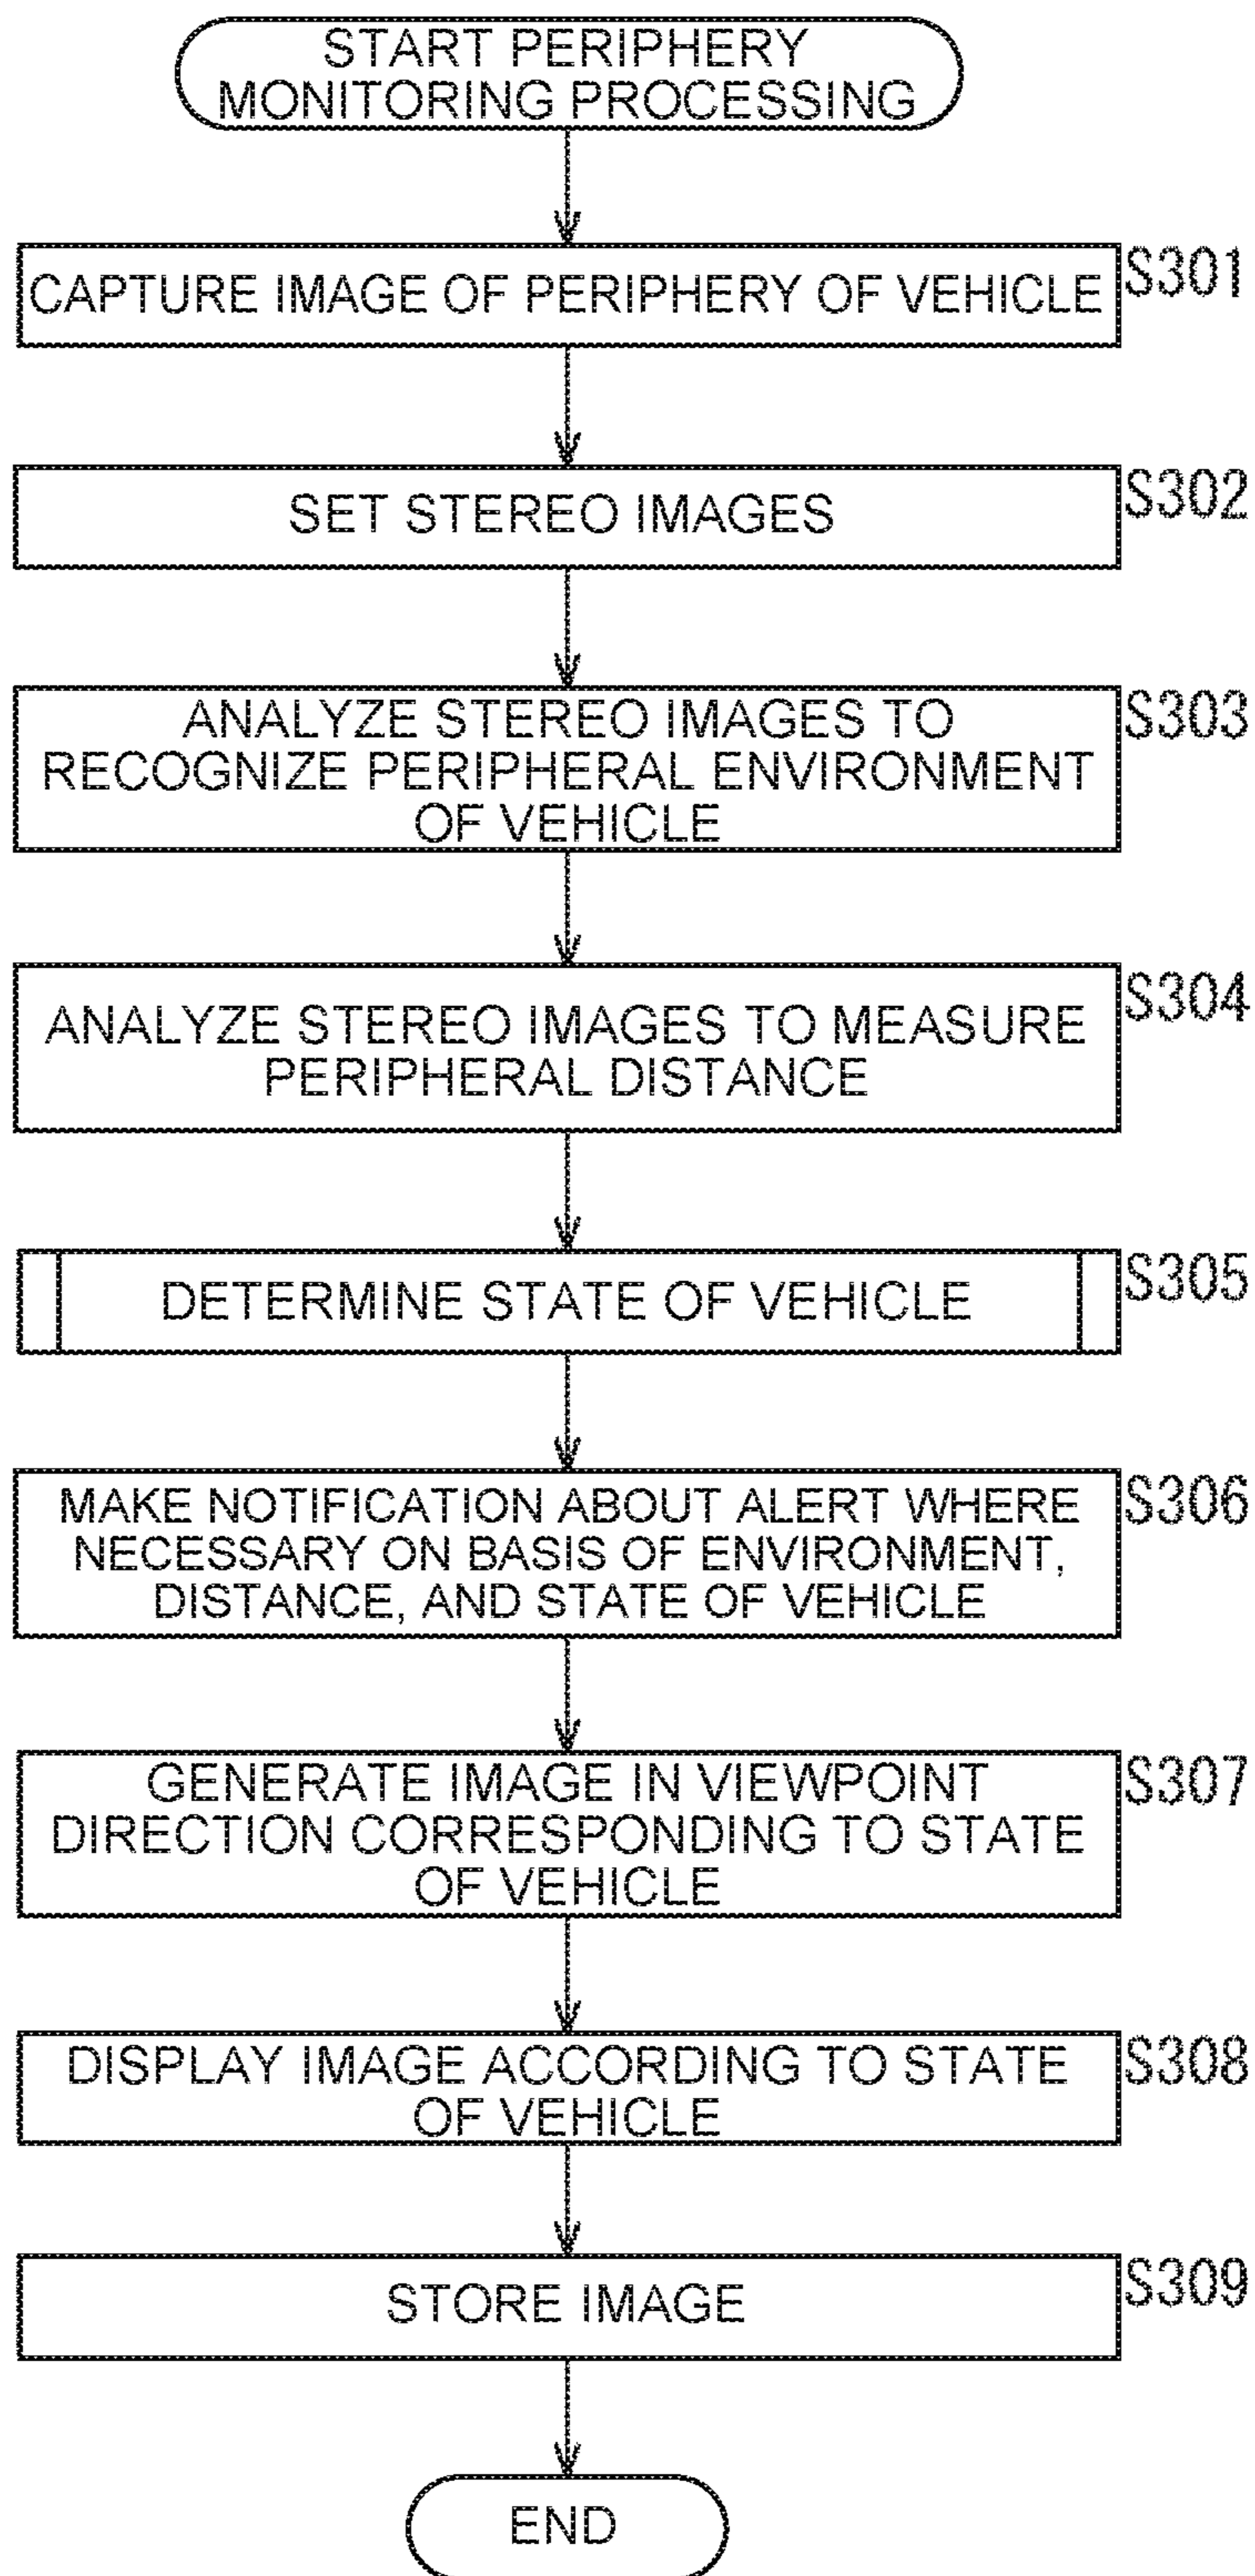 START PERIPHERY
MONITORING PROCESSING
CAPTURE IMAGE OF PERIPHERY OF VEHICLE
S301
SET STEREO IMAGES
S302
ANALYZE STEREO IMAGES TO
RECOGNIZE PERIPHERAL ENVIRONMENT
OF VEHICLE
S303
ANALYZE STEREO IMAGES TO MEASURE
PERIPHERAL DISTANCE
S304
DETERMINE STATE OF VEHICLE
S305
MAKE NOTIFICATION ABOUT ALERT WHERE
NECESSARY ON BASIS OF ENVIRONMENT,
DISTANCE, AND STATE OF VEHICLE
S306
GENERATE IMAGE IN VIEWPOINT
DIRECTION CORRESPONDING TO STATE
OF VEHICLE
S307
DISPLAY IMAGE ACCORDING TO STATE
OF VEHICLE
S308
STORE IMAGE
S309
END